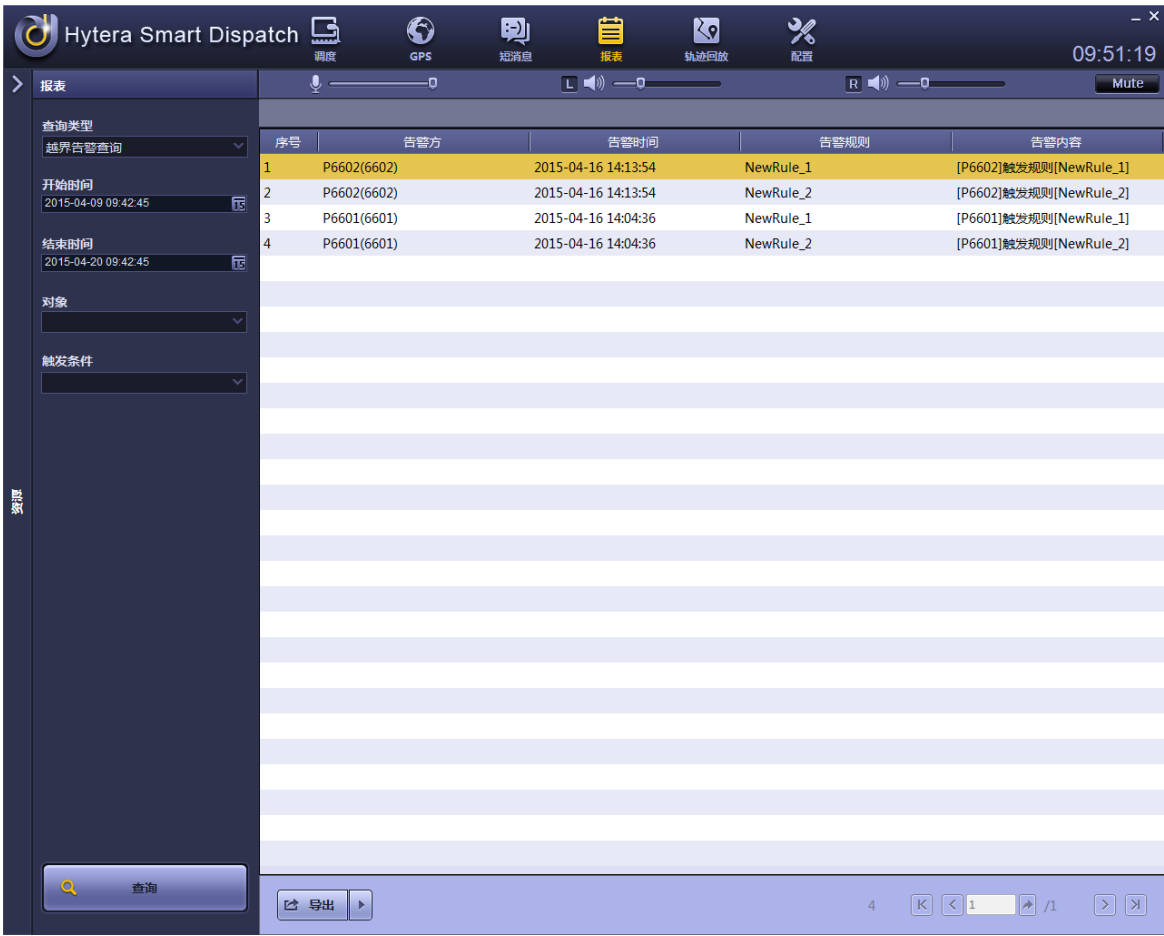 Hytera Smart Dispatch
调度
GPS
短消息
报表
轨迹回放
配置
09:51:19
报表
L
R
Mute
查询类型
越界告警查询
开始时间
2015-04-09 09:42:45
15
结束时间
2015-04-20 09:42:45
15
对象
触发条件
资源
查询
序号 告警方 告警时间 告警规则 告警内容
1 P6602(6602) 2015-04-16 14:13:54 NewRule_1 [P6602]触发规则[NewRule_1]
2 P6602(6602) 2015-04-16 14:13:54 NewRule_2 [P6602]触发规则[NewRule_2]
3 P6601(6601) 2015-04-16 14:04:36 NewRule_1 [P6601]触发规则[NewRule_1]
4 P6601(6601) 2015-04-16 14:04:36 NewRule_2 [P6601]触发规则[NewRule_2]
导出
4
1 /1